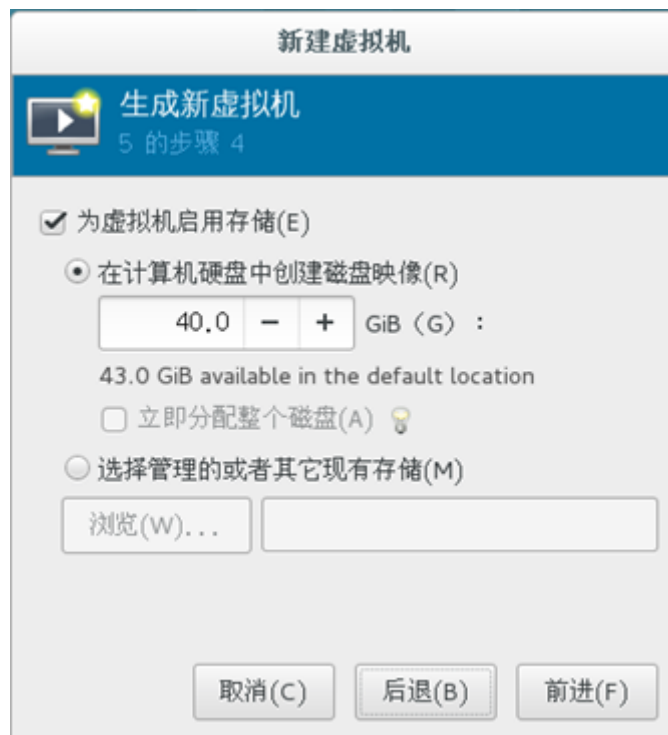 新建虚拟机
生成新虚拟机
5 的步骤 4
为虚拟机启用存储(E)
在计算机硬盘中创建磁盘映像(R)
40.0 − + GiB（G）：
43.0 GiB available in the default location
立即分配整个磁盘(A)
选择管理的或者其它现有存储(M)
浏览(W)...
取消(C) 后退(B) 前进(F)